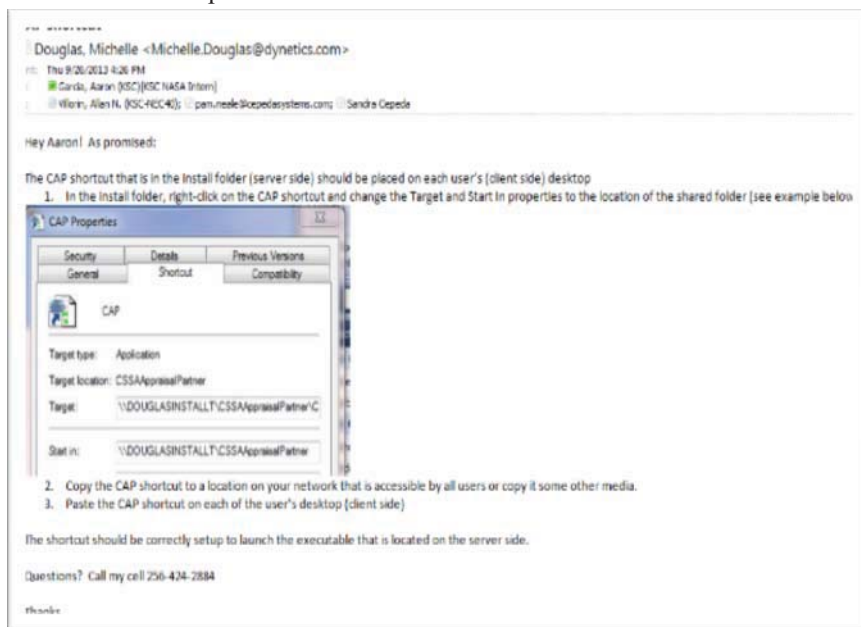 Douglas, Michelle <Michelle.Douglas@dynetics.com>
Thu 9/26/2013 4:26 PM
Garcia, Aaron (KSC)[KSC NASA Intern]
Allen N. (KSC-NEC40); pam.neele@cepedasystems.com; Sandra Cepeda
Hey Aaron! As promised:
The CAP shortcut that is in the Install folder (server side) should be placed on each user's (client side) desktop
1. In the Install folder, right-click on the CAP shortcut and change the Target and Start In properties to the location of the shared folder (see example below
CAP Properties
Security Details Previous Versions
General Shortcut Compatibility
CAP
Target type: Application
Target location: CSSAAppraisalPartner
Target: \\DOUGLASINSTALLT\CSSAAppraisalPartner\C
Start in: \\DOUGLASINSTALLT\CSSAAppraisalPartner
2. Copy the CAP shortcut to a location on your network that is accessible by all users or copy it some other media.
3. Paste the CAP shortcut on each of the user's desktop (client side)
The shortcut should be correctly setup to launch the executable that is located on the server side.
Questions? Call my cell 256-424-2884
Thanks